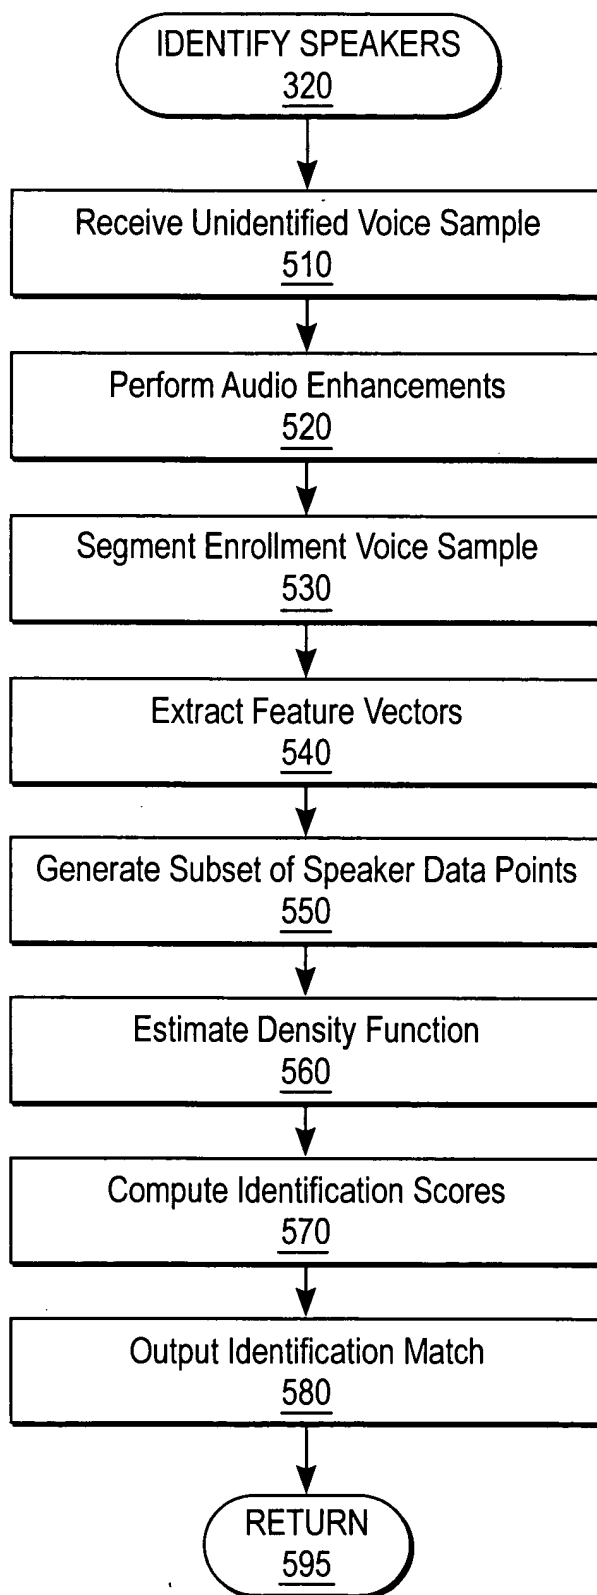 IDENTIFY SPEAKERS
320
Receive Unidentified Voice Sample
510
Perform Audio Enhancements
520
Segment Enrollment Voice Sample
530
Extract Feature Vectors
540
Generate Subset of Speaker Data Points
550
Estimate Density Function
560
Compute Identification Scores
570
Output Identification Match
580
RETURN
595